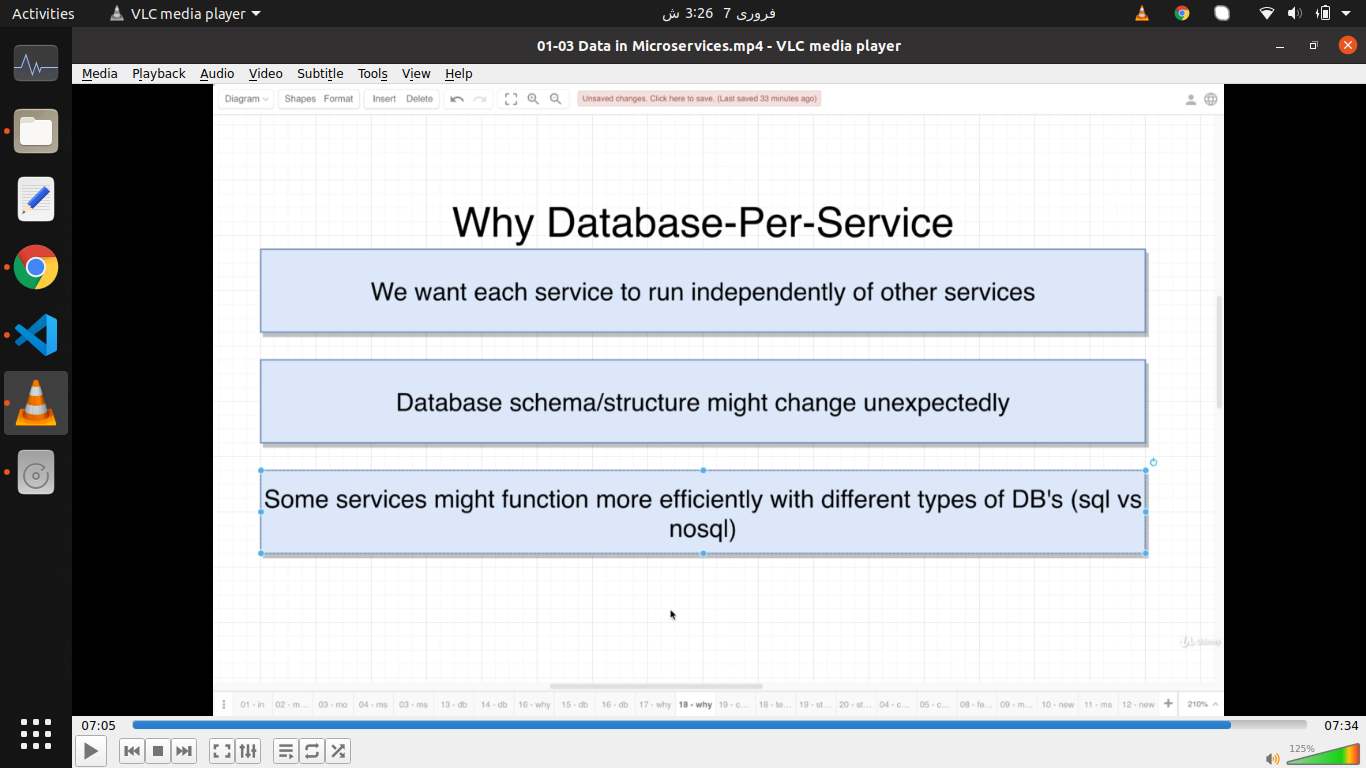 Activities
VLC media player
فروری 7  3:26 ش
01-03 Data in Microservices.mp4 - VLC media player
Media Playback Audio Video Subtitle Tools View Help
Diagram Shapes Format Insert Delete Unsaved changes. Click here to save. (Last saved 33 minutes ago)
Why Database-Per-Service
We want each service to run independently of other services
Database schema/structure might change unexpectedly
Some services might function more efficiently with different types of DB's (sql vs
nosql)
Udemy
01 - in 02 - m... 03 - mo 04 - ms 03 - ms 13 - db 14 - db 16 - why 15 - db 16 - db 17 - why 18 - why 19 - c... 18 - te... 19 - st... 20 - st... 04 - c... 05 - c... 08 - fe... 09 - m... 10 - new 11 - ms 12 - new 210%
07:05 07:34
125%